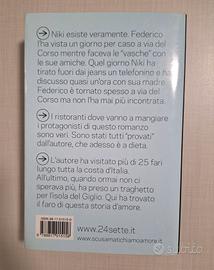 Niki esiste veramente. Federico
l'ha vista un giorno per caso a via del
Corso mentre faceva le "vasche" con
le sue amiche. Quel giorno Niki ha
tirato fuori dai jeans un telefonino e ha
discusso quasi un'ora con sua madre.
Federico è tornato spesso a via del
Corso ma non l'ha mai più incontrata.
I ristoranti dove vanno a mangiare
i protagonisti di questo romanzo
sono veri. Sono stati tutti "provati"
dall'autore, che adesso è a dieta.
L'autore ha visitato più di 25 fari
lungo tutta la costa d'Italia.
All'ultimo, quando ormai non ci
sperava più, ha preso un traghetto
per l'isola del Giglio. Qui ha trovato
il faro di questa storia d'amore.
www.24sette.it
www.scusamatichiamoamore.it
subito